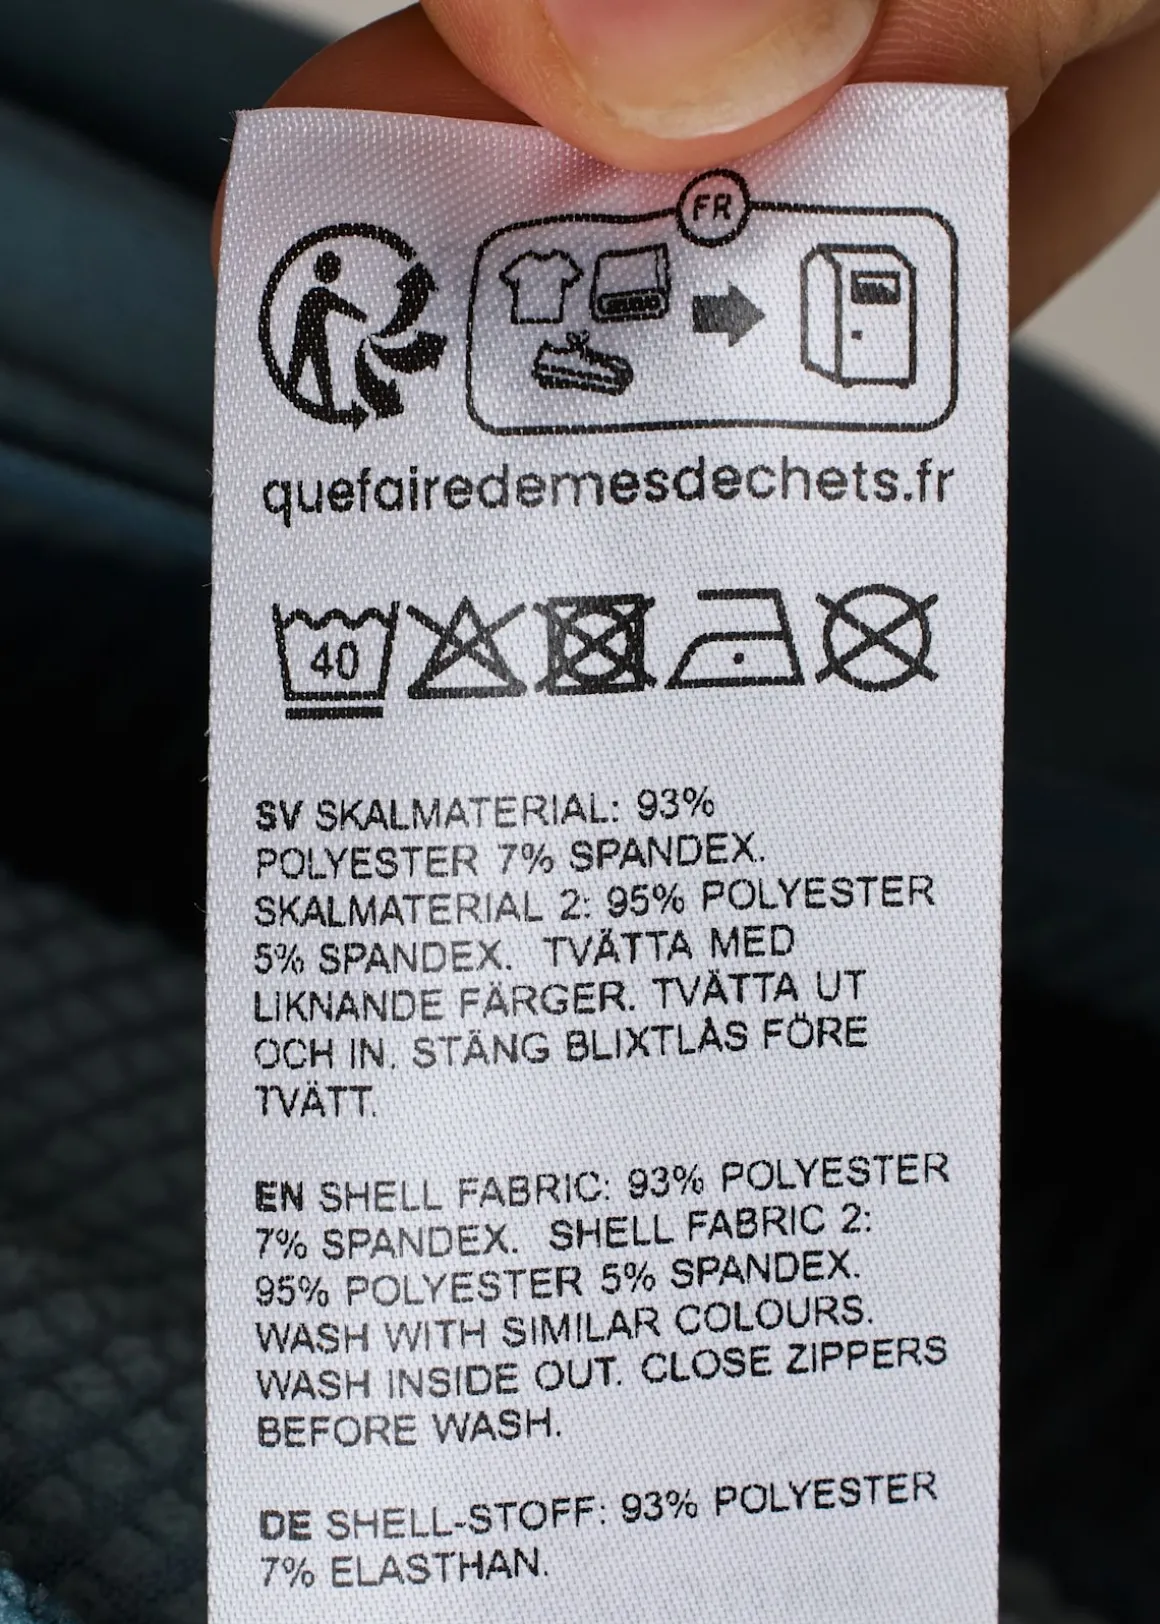 FR
quefairedemesdechets.fr
40
SV SKALMATERIAL: 93%
POLYESTER 7% SPANDEX.
SKALMATERIAL 2: 95% POLYESTER
5% SPANDEX. TVÄTTA MED
LIKNANDE FÄRGER. TVÄTTA UT
OCH IN. STÄNG BLIXTLÅS FÖRE
TVÄTT.
EN SHELL FABRIC: 93% POLYESTER
7% SPANDEX. SHELL FABRIC 2:
95% POLYESTER 5% SPANDEX.
WASH WITH SIMILAR COLOURS.
WASH INSIDE OUT. CLOSE ZIPPERS
BEFORE WASH.
DE SHELL-STOFF: 93% POLYESTER
7% ELASTHAN.